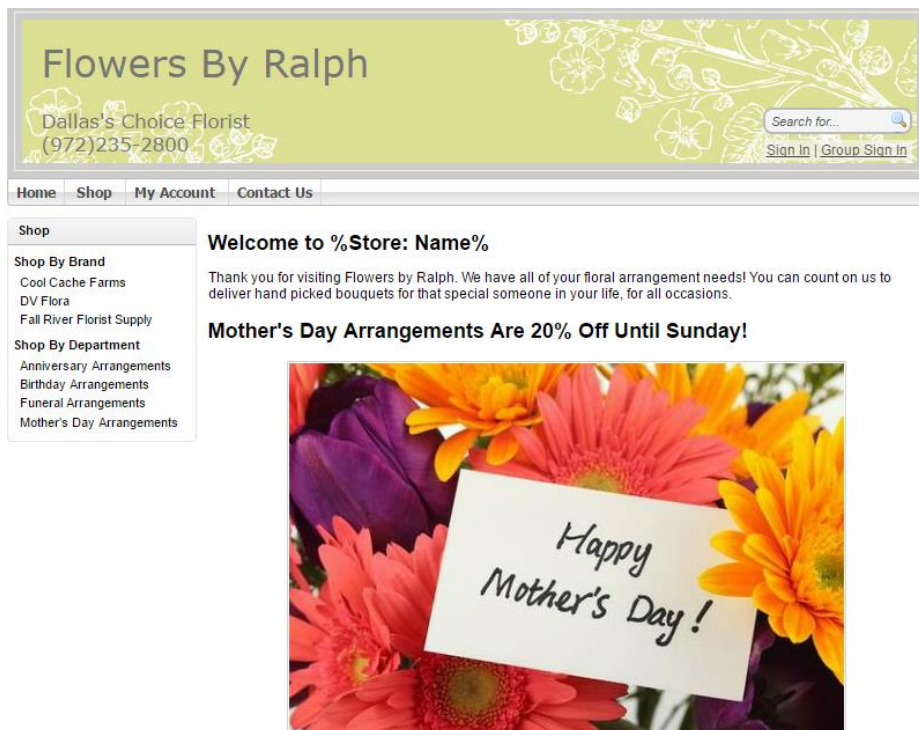 Flowers By Ralph
Dallas's Choice Florist
(972)235-2800
Search for...
Sign In | Group Sign In
Home Shop My Account Contact Us
Shop
Shop By Brand
Cool Cache Farms
DV Flora
Fall River Florist Supply
Shop By Department
Anniversary Arrangements
Birthday Arrangements
Funeral Arrangements
Mother's Day Arrangements
Welcome to %Store: Name%
Thank you for visiting Flowers by Ralph. We have all of your floral arrangement needs! You can count on us to
deliver hand picked bouquets for that special someone in your life, for all occasions.
Mother's Day Arrangements Are 20% Off Until Sunday!
Happy
Mother's Day!